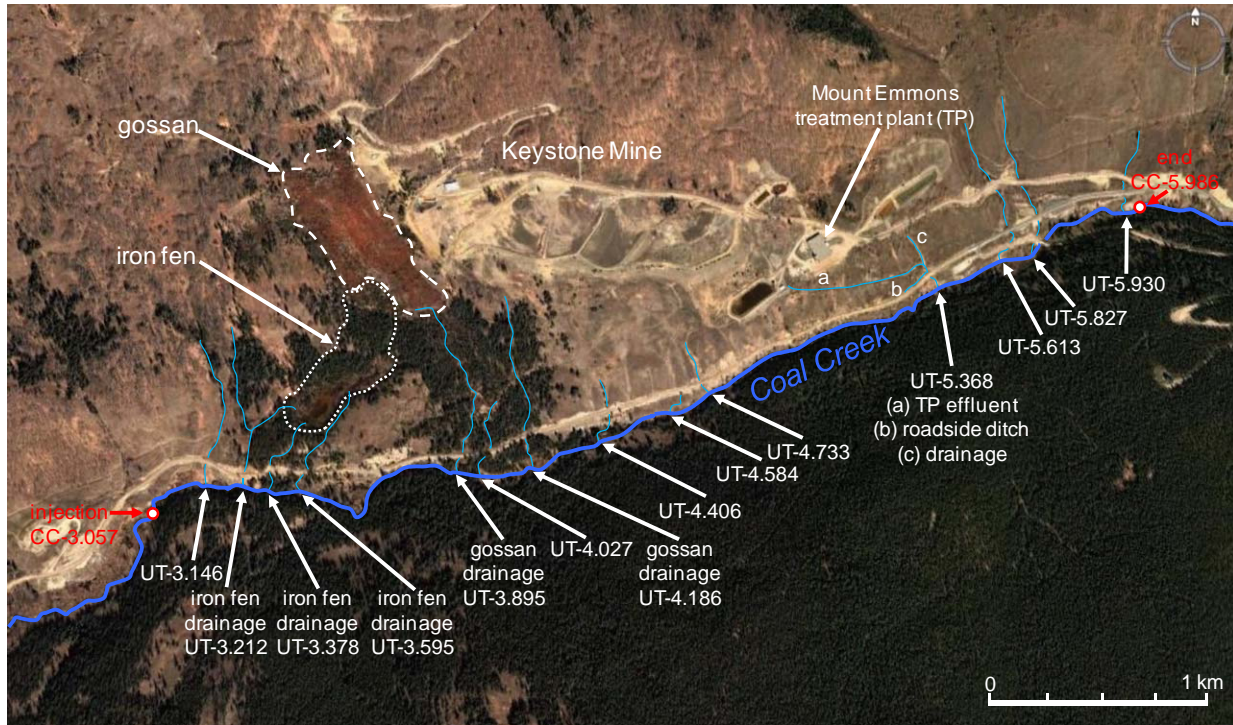 N
gossan
Mount Emmons
treatment plant (TP)
Keystone Mine
end
CC-5.988
iron fen
c
a
b
UT-5.930
UT-5.827
UT-5.613
Coal Creek
UT-5.368
(a) TP effluent
(b) roadside ditch
(c) drainage
UT-4.733
UT-4.584
UT-4.406
injection
CC-3.057
UT-3.146
iron fen
drainage
UT-3.212
iron fen
drainage
UT-3.378
iron fen
drainage
UT-3.595
gossan
drainage
UT-3.895
UT-4.027
gossan
drainage
UT-4.186
0
1 km